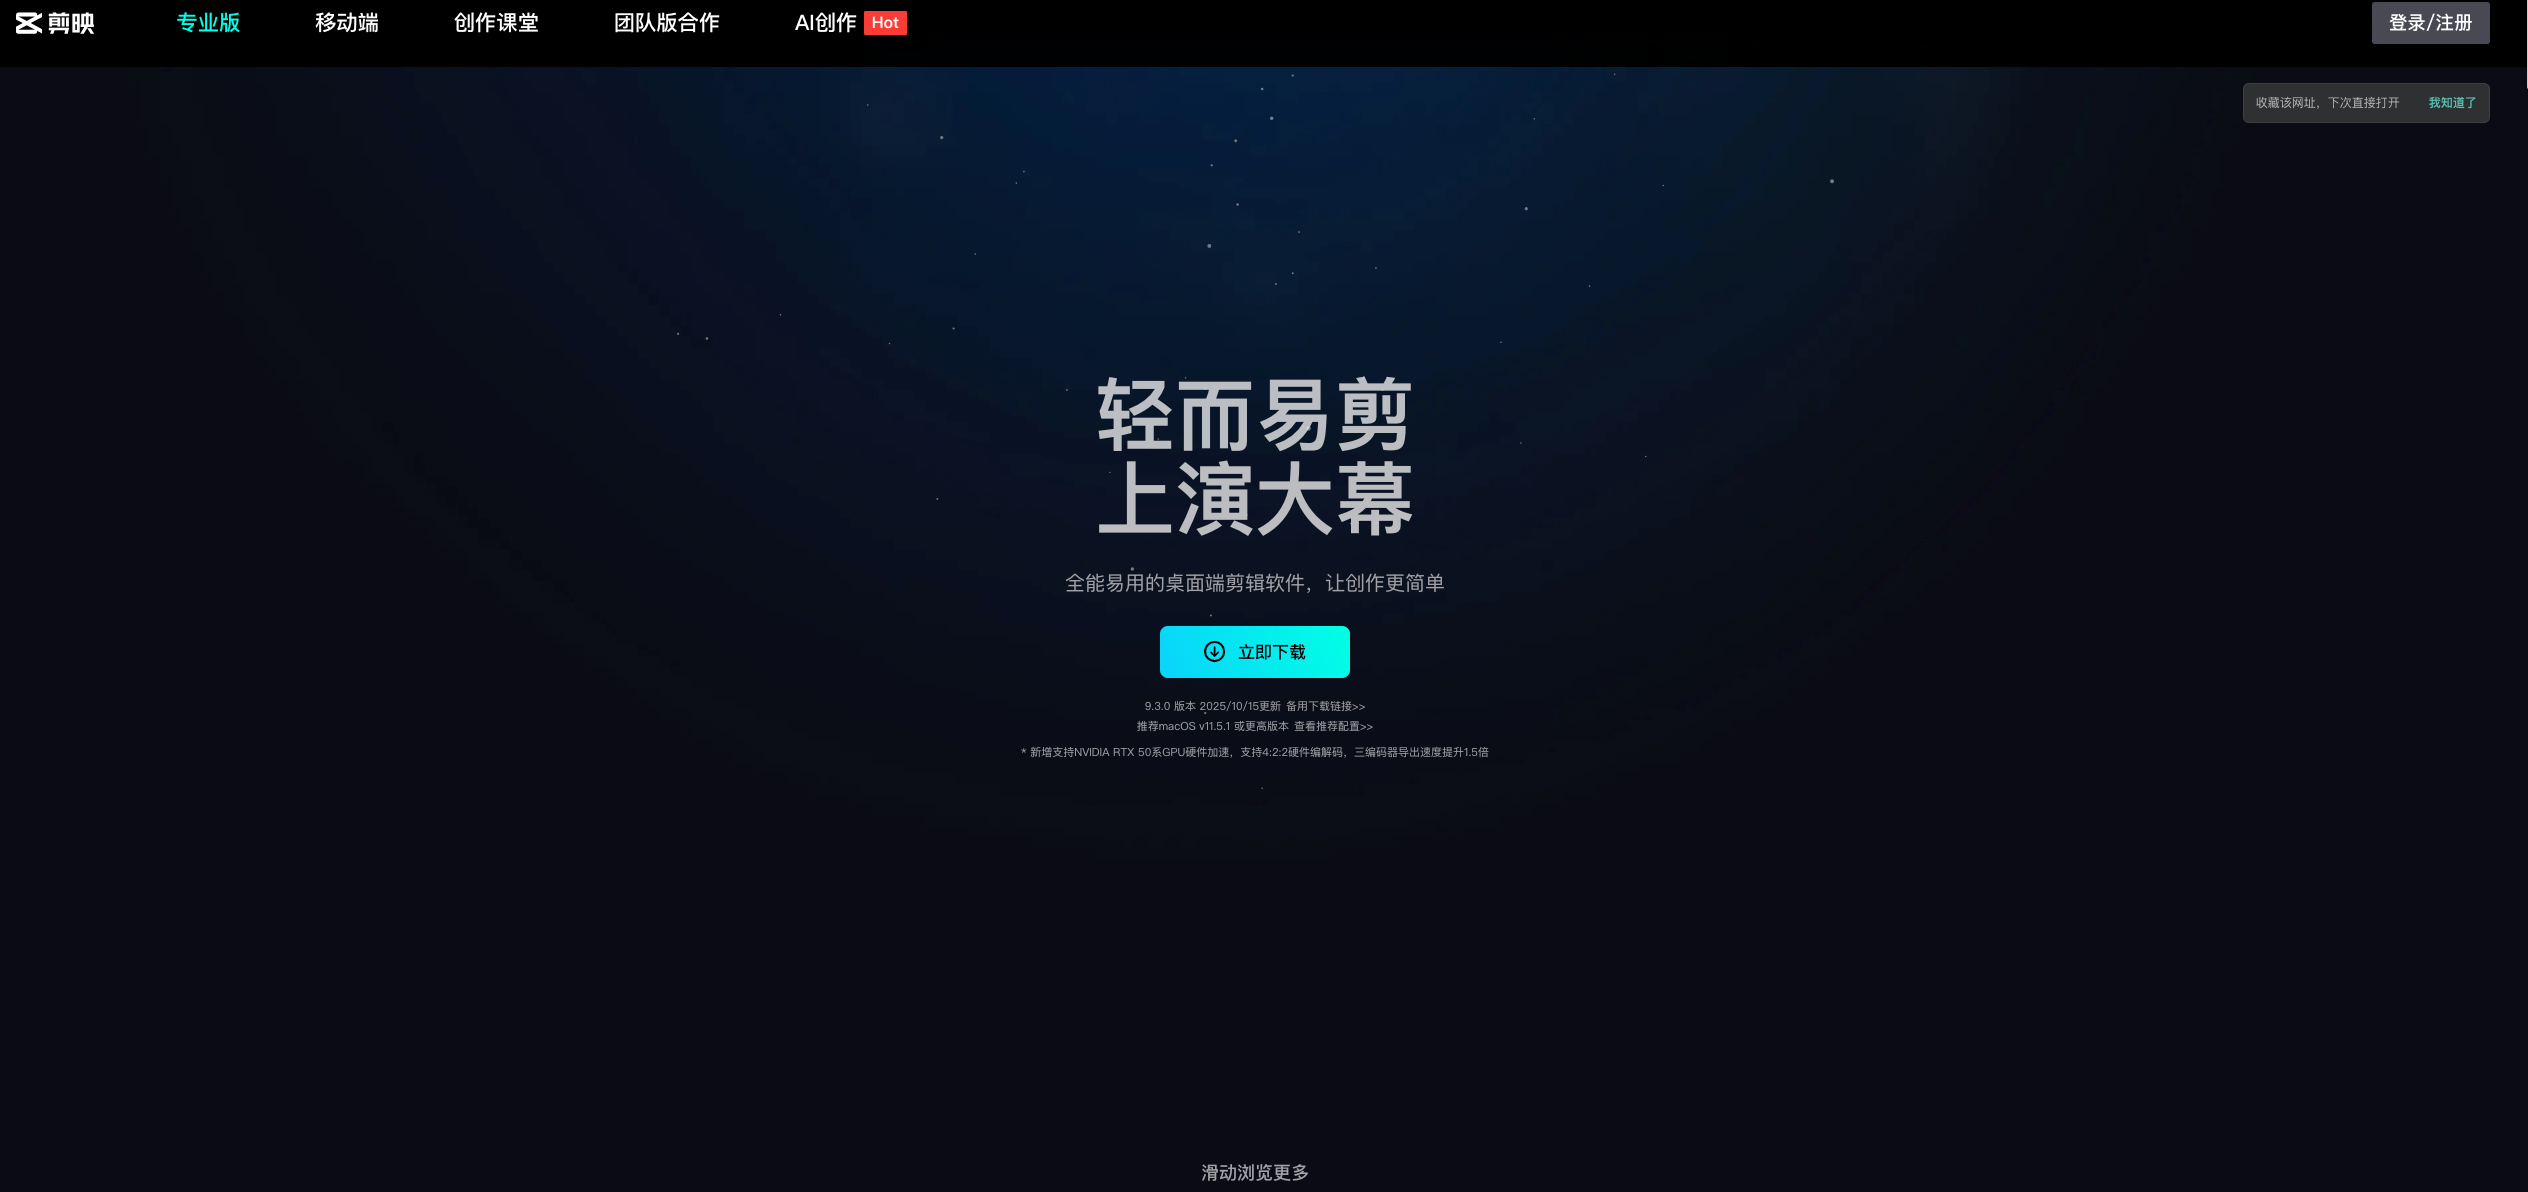 剪映
专业版
移动端
创作课堂
团队版合作
AI创作 Hot
登录/注册
收藏该网址，下次直接打开 我知道了
轻而易剪
上演大幕
全能易用的桌面端剪辑软件，让创作更简单
立即下载
9.3.0 版本 2025/10/15更新 备用下载链接>>
推荐macOS v11.5.1 或更高版本 查看推荐配置>>
* 新增支持NVIDIA RTX 50系GPU硬件加速，支持4:2:2硬件编解码，三编码器导出速度提升1.5倍
滑动浏览更多